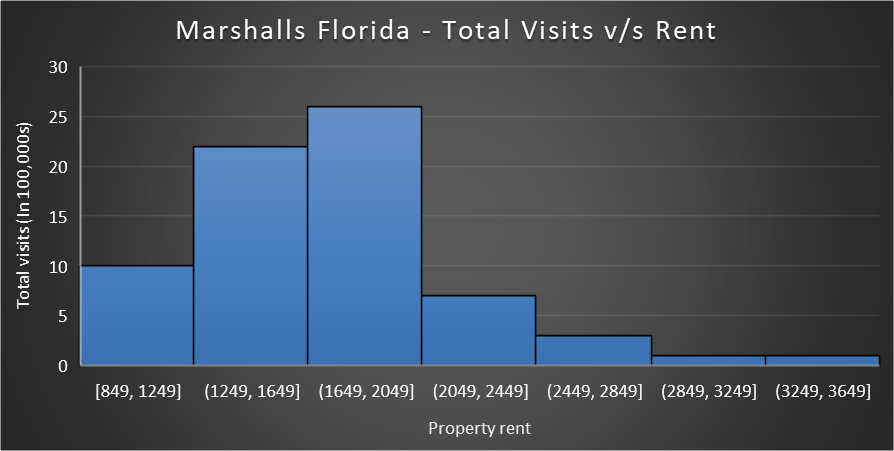 Marshalls Florida - Total Visits v/s Rent
Total visits (In 100,000s)
30
25
20
15
10
5
0
[849, 1249] (1249, 1649] (1649, 2049] (2049, 2449] (2449, 2849] (2849, 3249] (3249, 3649]
Property rent